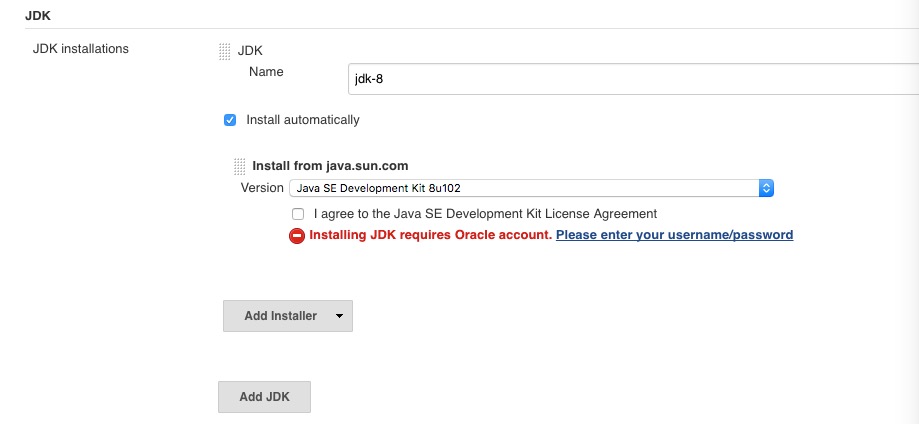 JDK
JDK installations
JDK
Name
jdk-8
Install automatically
Install from java.sun.com
Version Java SE Development Kit 8u102
I agree to the Java SE Development Kit License Agreement
Installing JDK requires Oracle account. Please enter your username/password
Add Installer
Add JDK